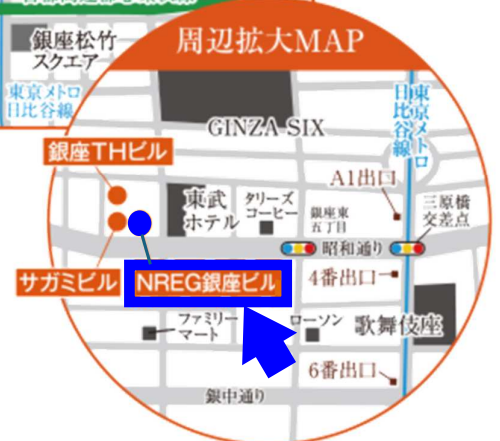 銀座松竹
スクエア
東京メトロ
日比谷線
周辺拡大MAP
GINZA SIX
東京メトロ
日比谷線
銀座THビル
A1出口
東武
ホテル
タリーズ
コーヒー
銀座東
五丁目
三原橋
交差点
昭和通り
サガミビル
NREG銀座ビル
4番出口
ファミリー
マート
ローソン
歌舞伎座
6番出口
銀中通り